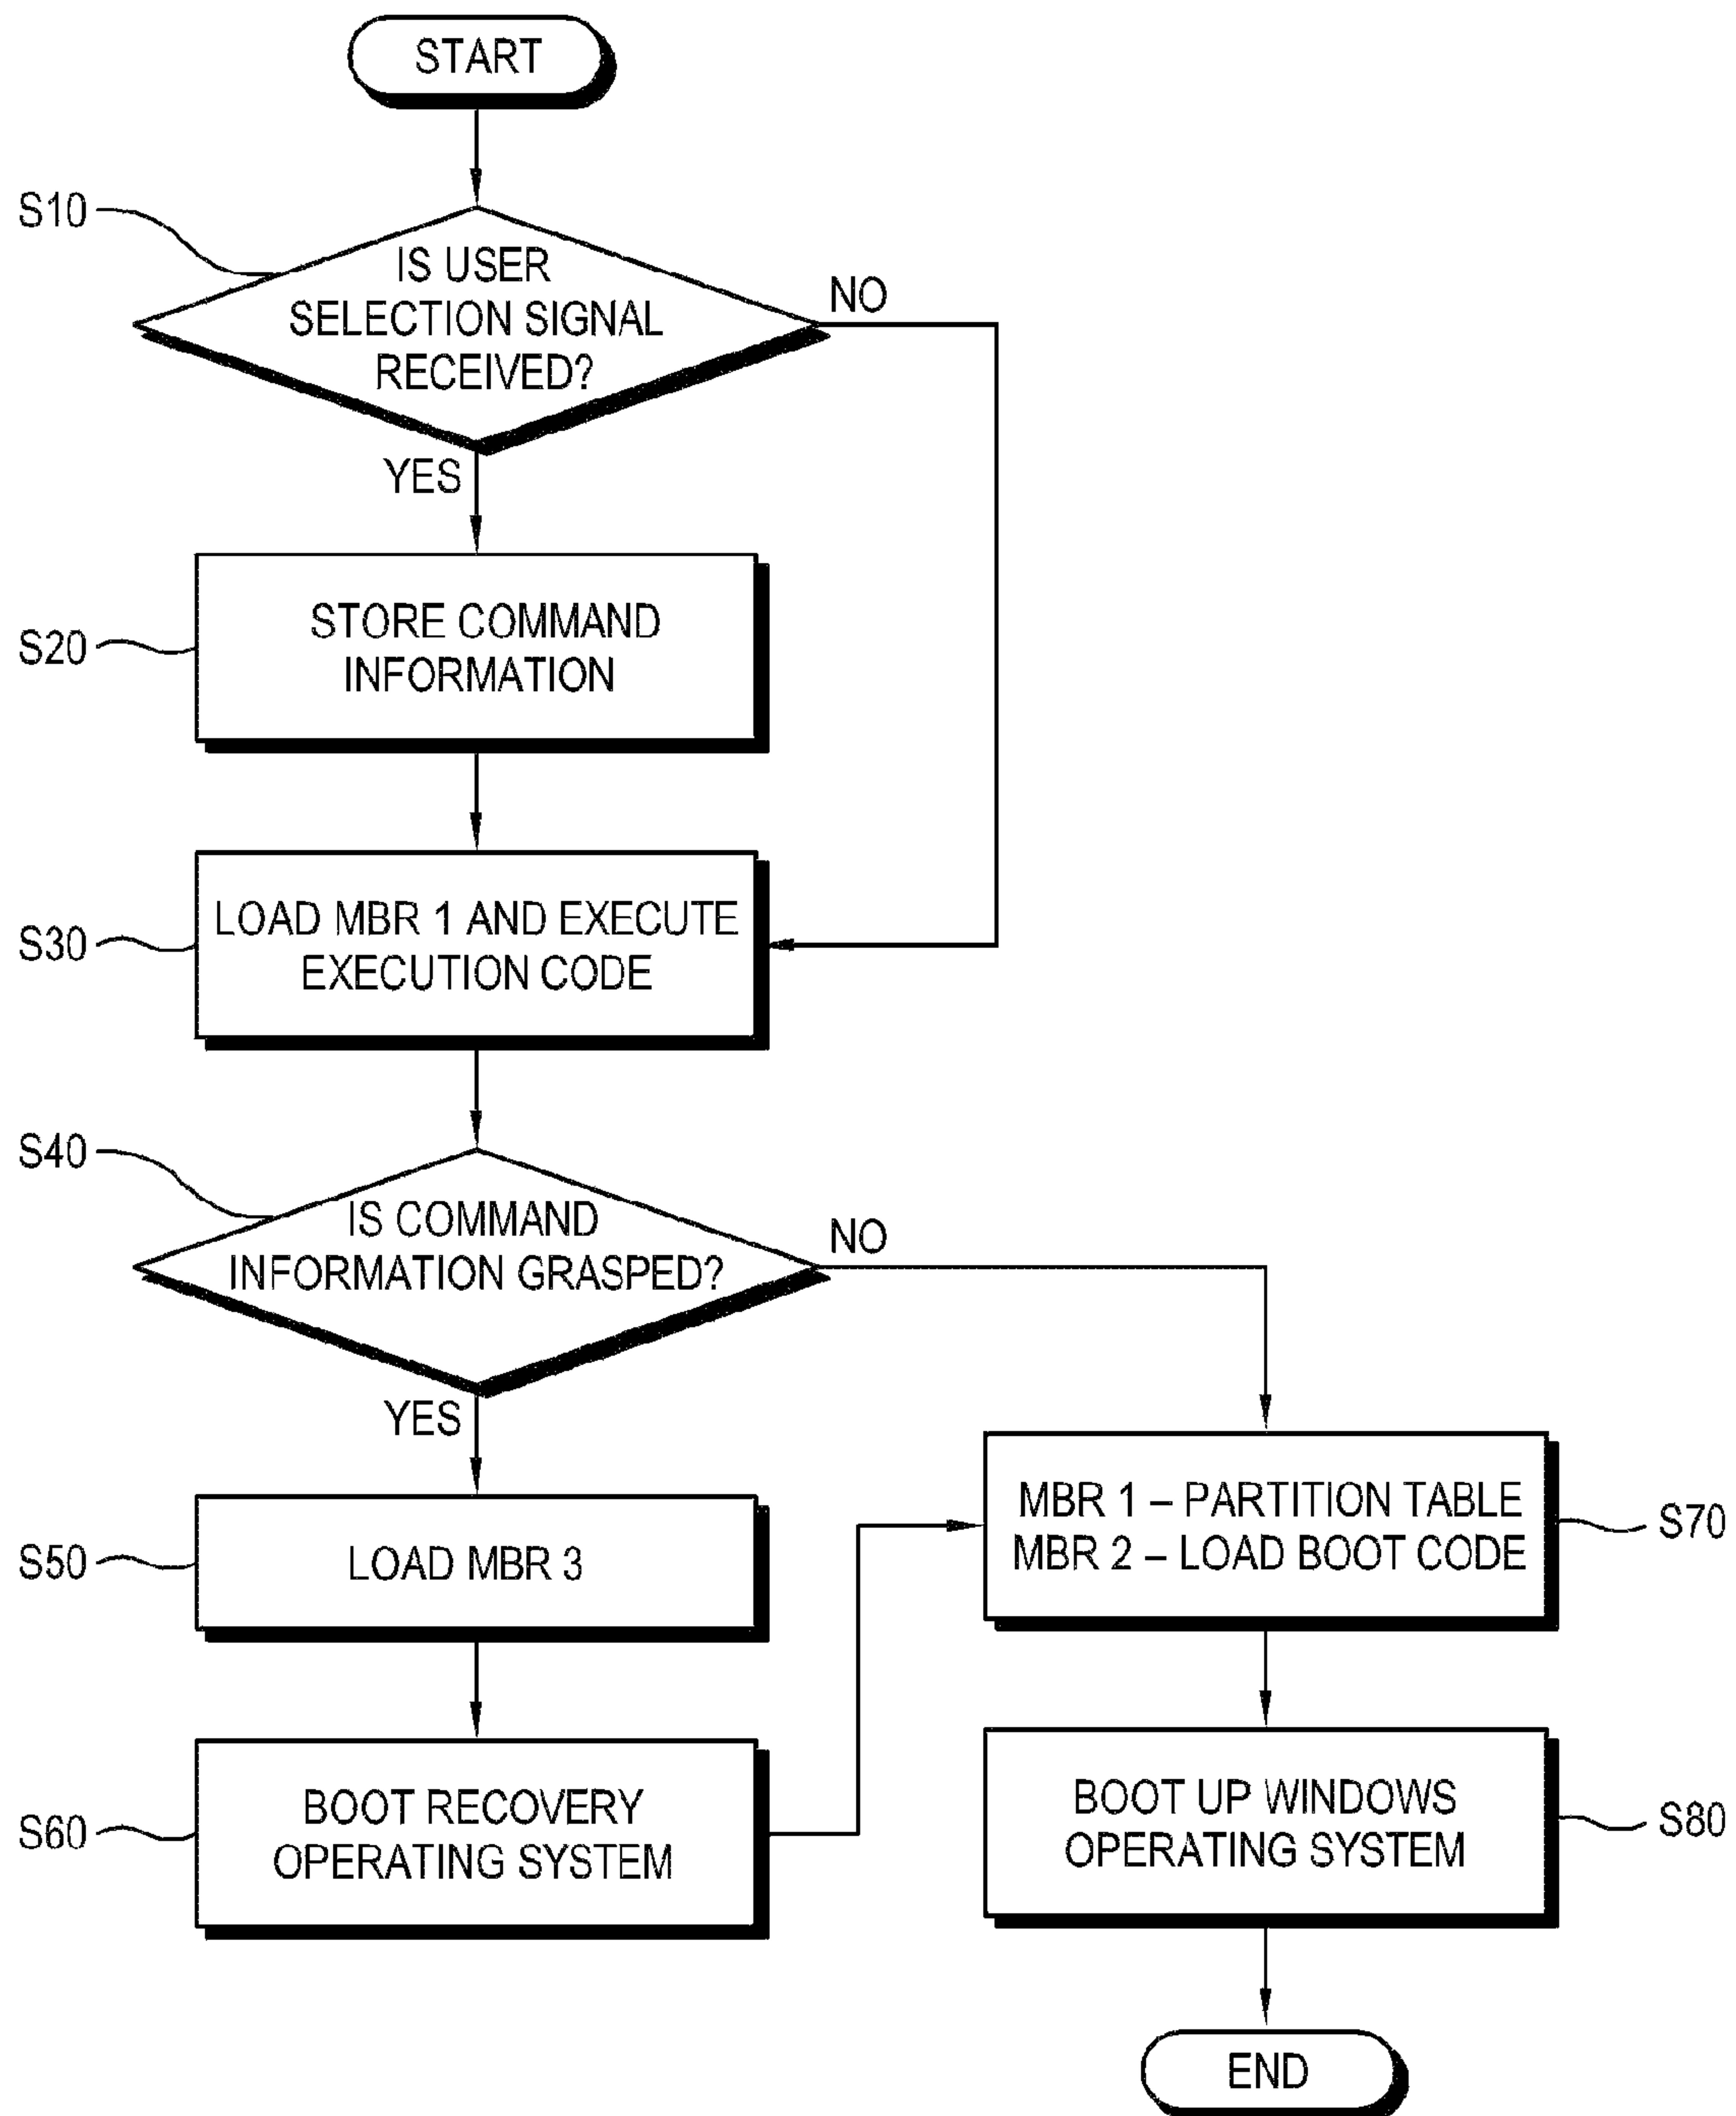 START
S10
IS USER
SELECTION SIGNAL
RECEIVED?
NO
YES
S20
STORE COMMAND
INFORMATION
S30
LOAD MBR 1 AND EXECUTE
EXECUTION CODE
S40
IS COMMAND
INFORMATION GRASPED?
NO
YES
S50
LOAD MBR 3
S60
BOOT RECOVERY
OPERATING SYSTEM
MBR 1 – PARTITION TABLE
MBR 2 – LOAD BOOT CODE
S70
BOOT UP WINDOWS
OPERATING SYSTEM
S80
END